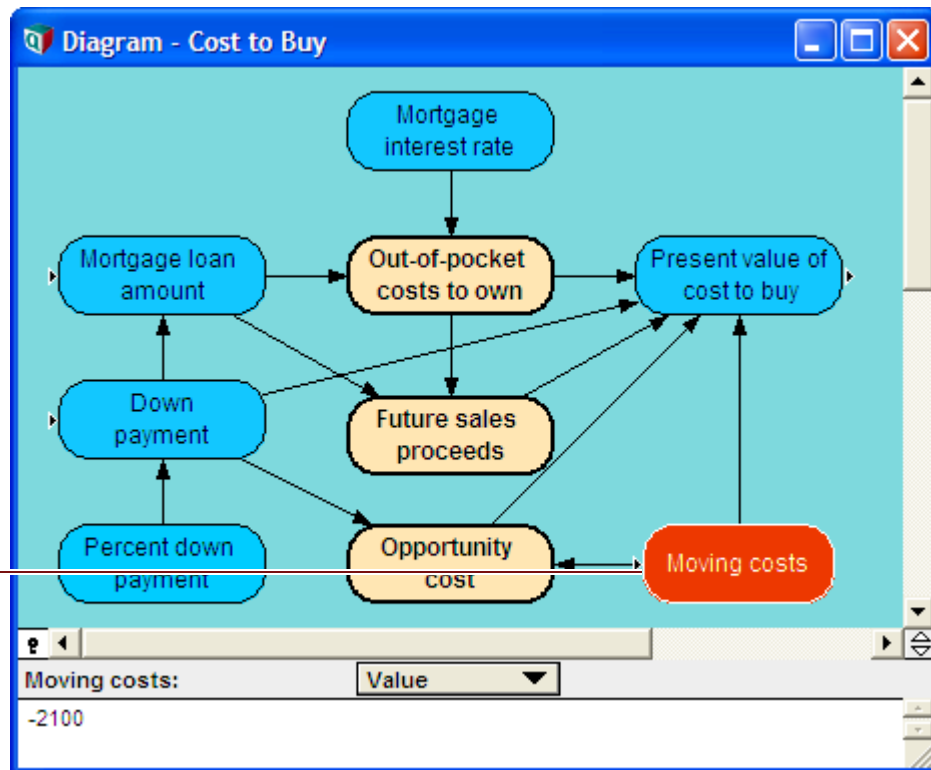 Diagram - Cost to Buy
Mortgage
interest rate
Mortgage loan
amount
Out-of-pocket
costs to own
Present value of
cost to buy
Down
payment
Future sales
proceeds
Percent down
payment
Opportunity
cost
Moving costs
Moving costs:
Value
-2100